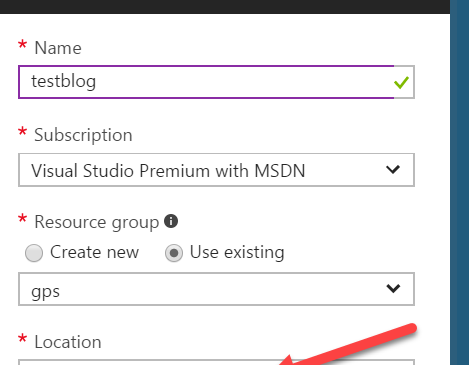 * Name
testblog
* Subscription
Visual Studio Premium with MSDN
* Resource group
Create new Use existing
gps
* Location